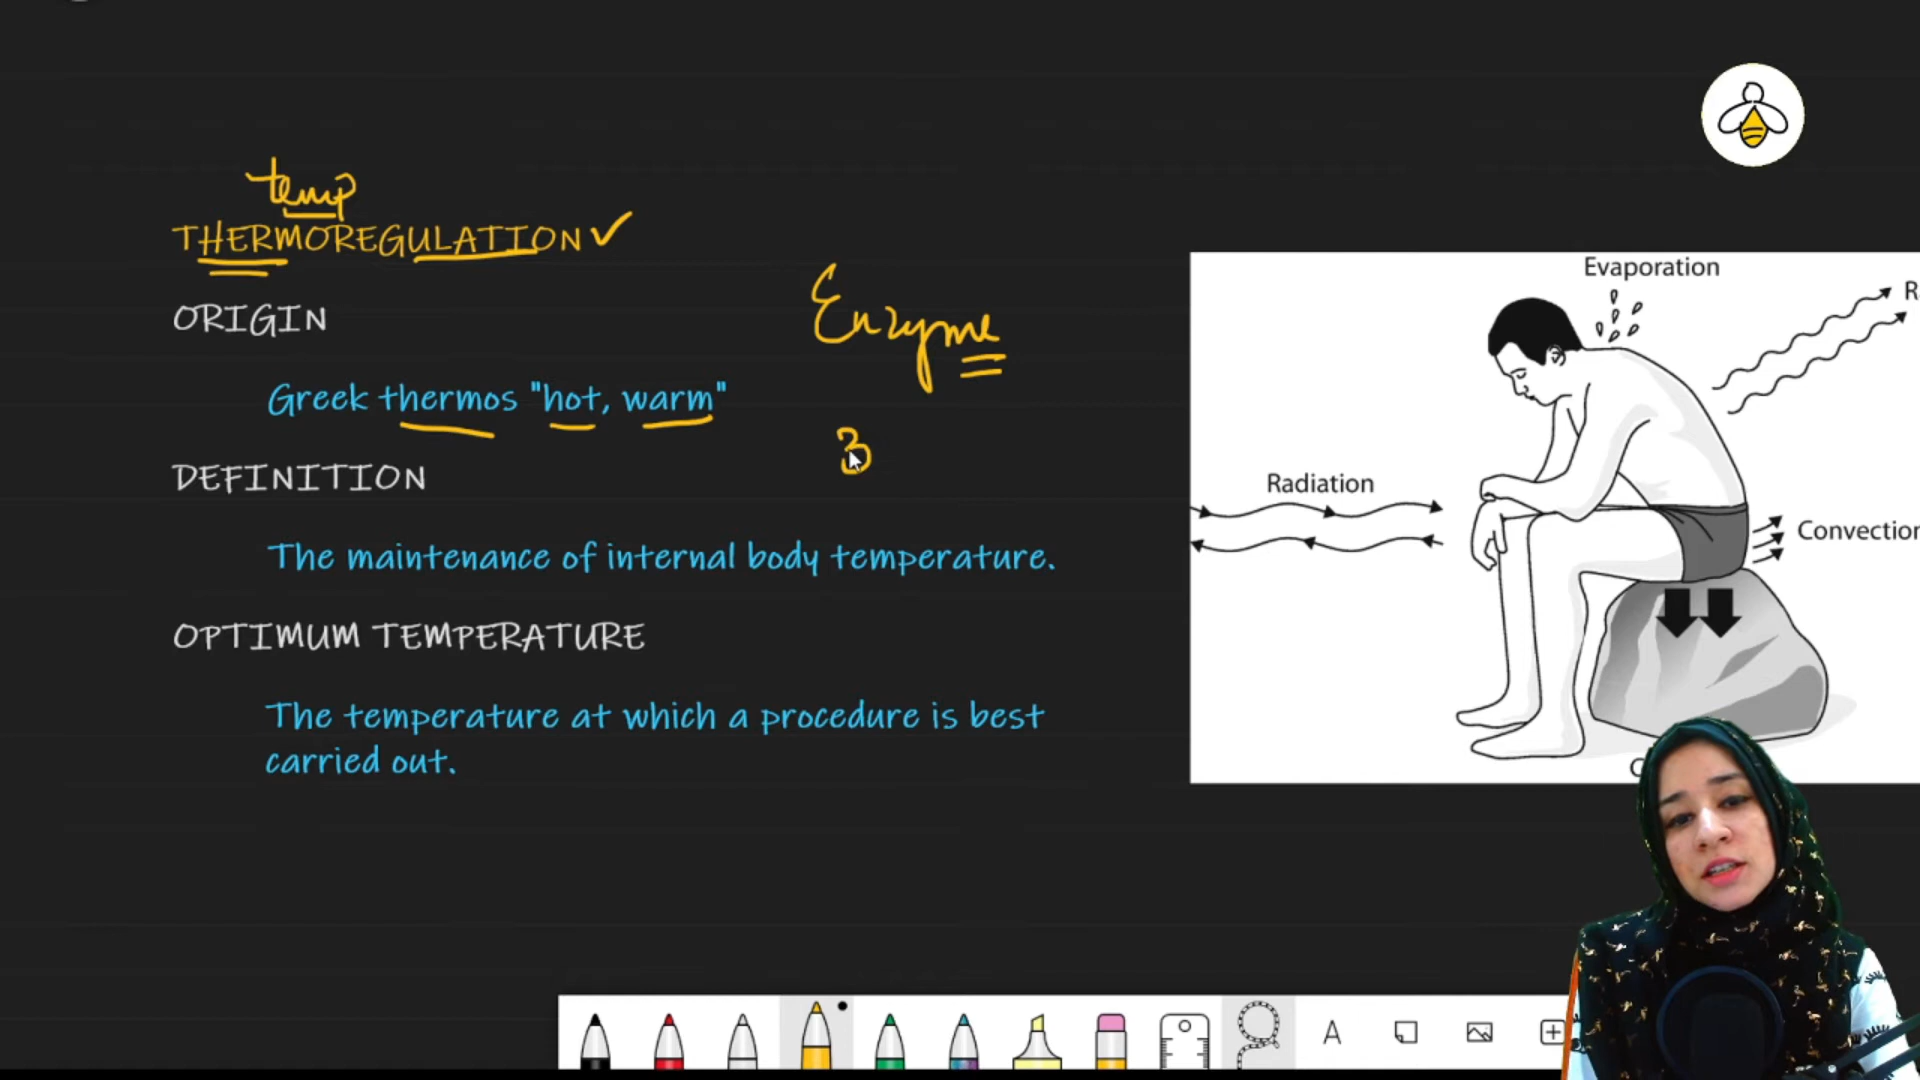 temp
THERMOREGULATION
ORIGIN
Greek thermos "hot, warm"
DEFINITION
The maintenance of internal body temperature.
OPTIMUM TEMPERATURE
The temperature at which a procedure is best
carried out.
Enzyme
3
Evaporation
R
Radiation
Convection
C
A